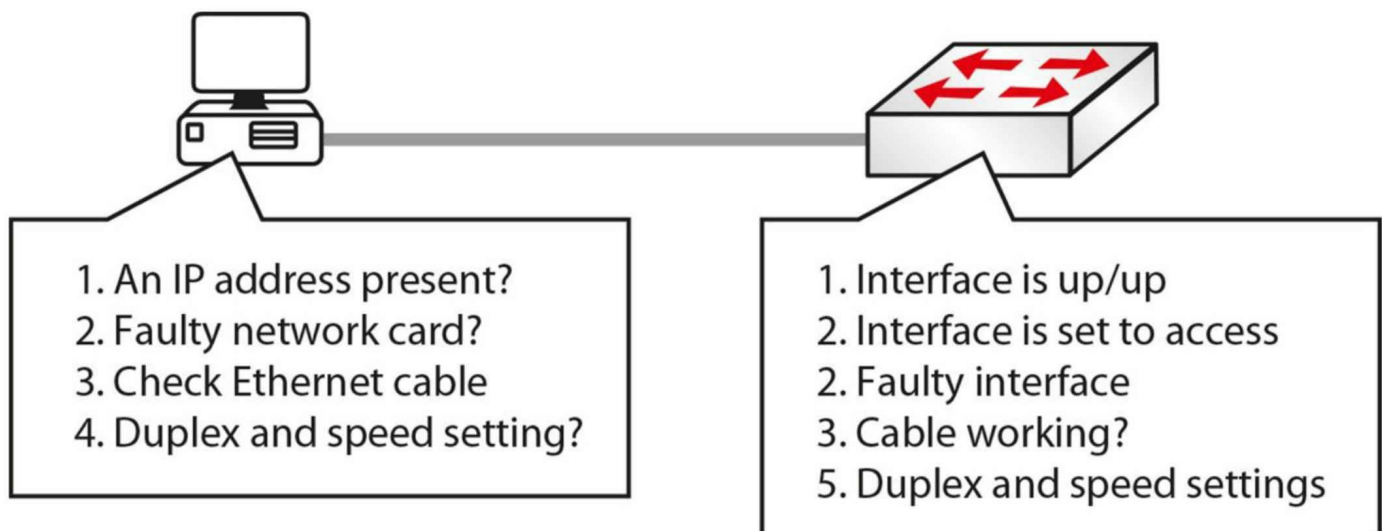 1. An IP address present?
2. Faulty network card?
3. Check Ethernet cable
4. Duplex and speed setting?
1. Interface is up/up
2. Interface is set to access
2. Faulty interface
3. Cable working?
5. Duplex and speed settings